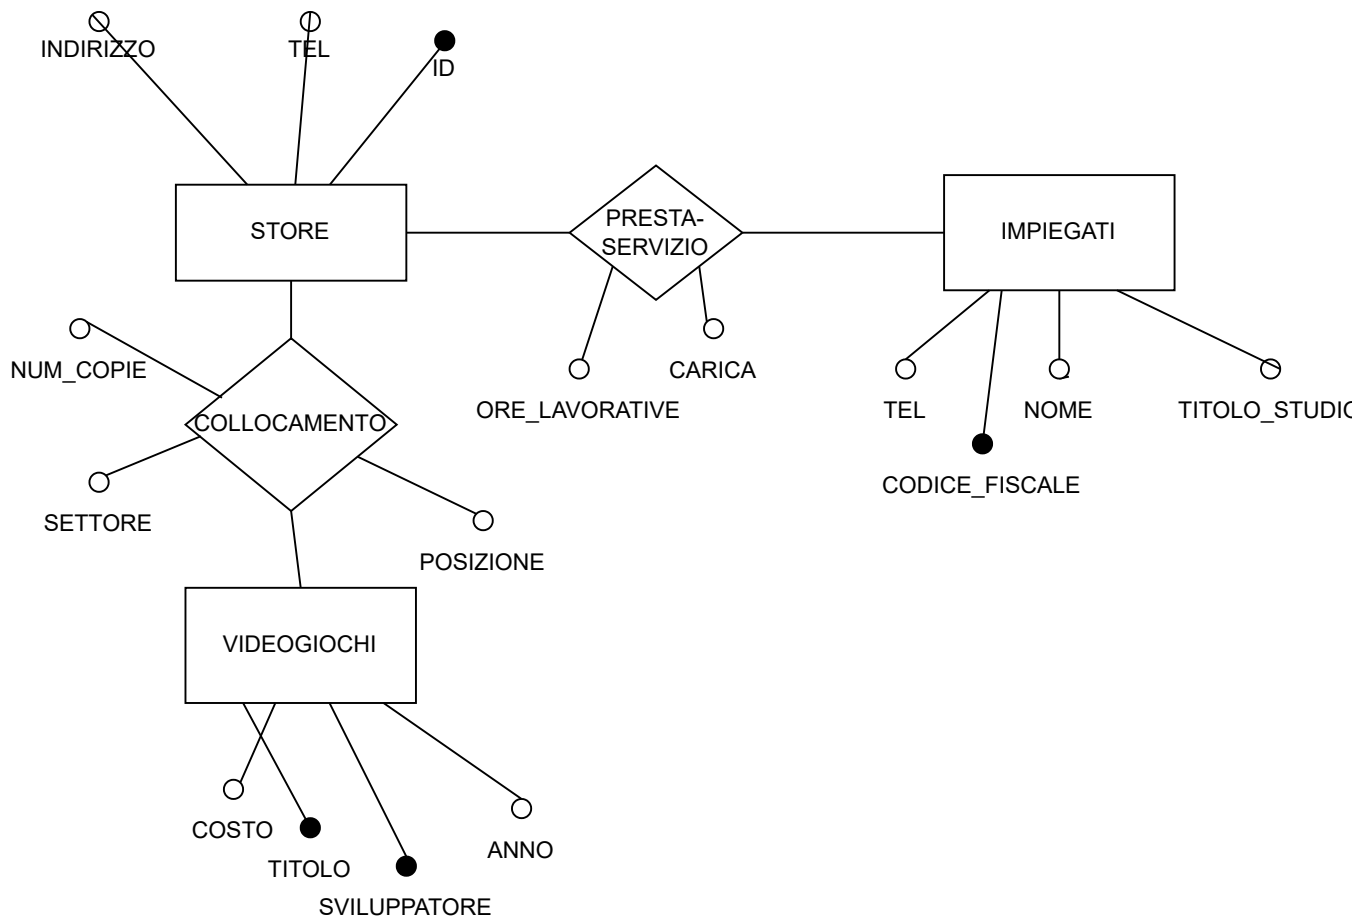 INDIRIZZO
TEL
ID
STORE
PRESTA-
SERVIZIO
IMPIEGATI
NUM_COPIE
CARICA
ORE_LAVORATIVE
TEL
NOME
TITOLO_STUDIO
COLLOCAMENTO
CODICE_FISCALE
SETTORE
POSIZIONE
VIDEOGIOCHI
COSTO
TITOLO
ANNO
SVILUPPATORE